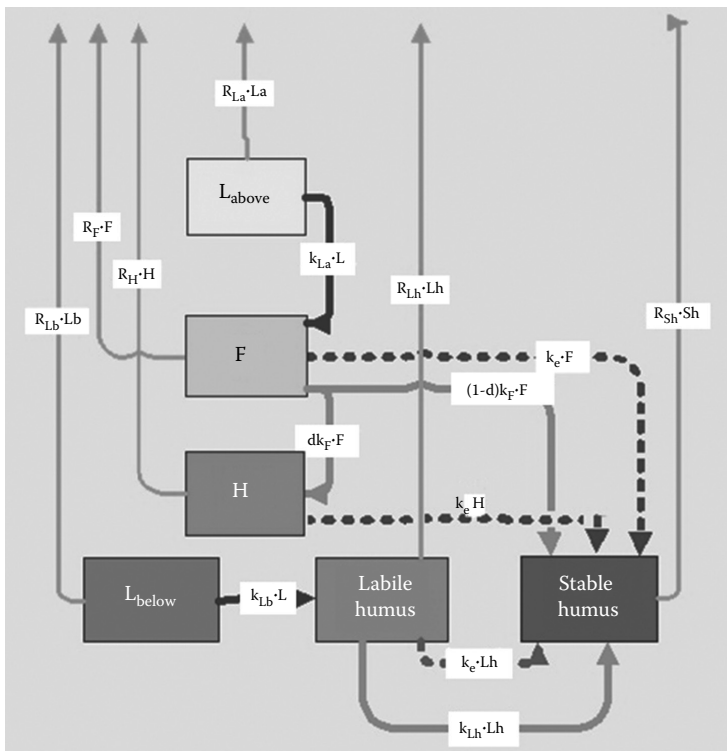 R_La·La
L_above
R_F·F
k_La·L
R_H·H
R_Lh·Lh
R_Lb·Lb
R_Sh·Sh
F
k_e·F
(1-d)k_F·F
dk_F·F
H
k_e H
L_below
k_Lb·L
Labile
humus
Stable
humus
k_e·Lh
k_Lh·Lh